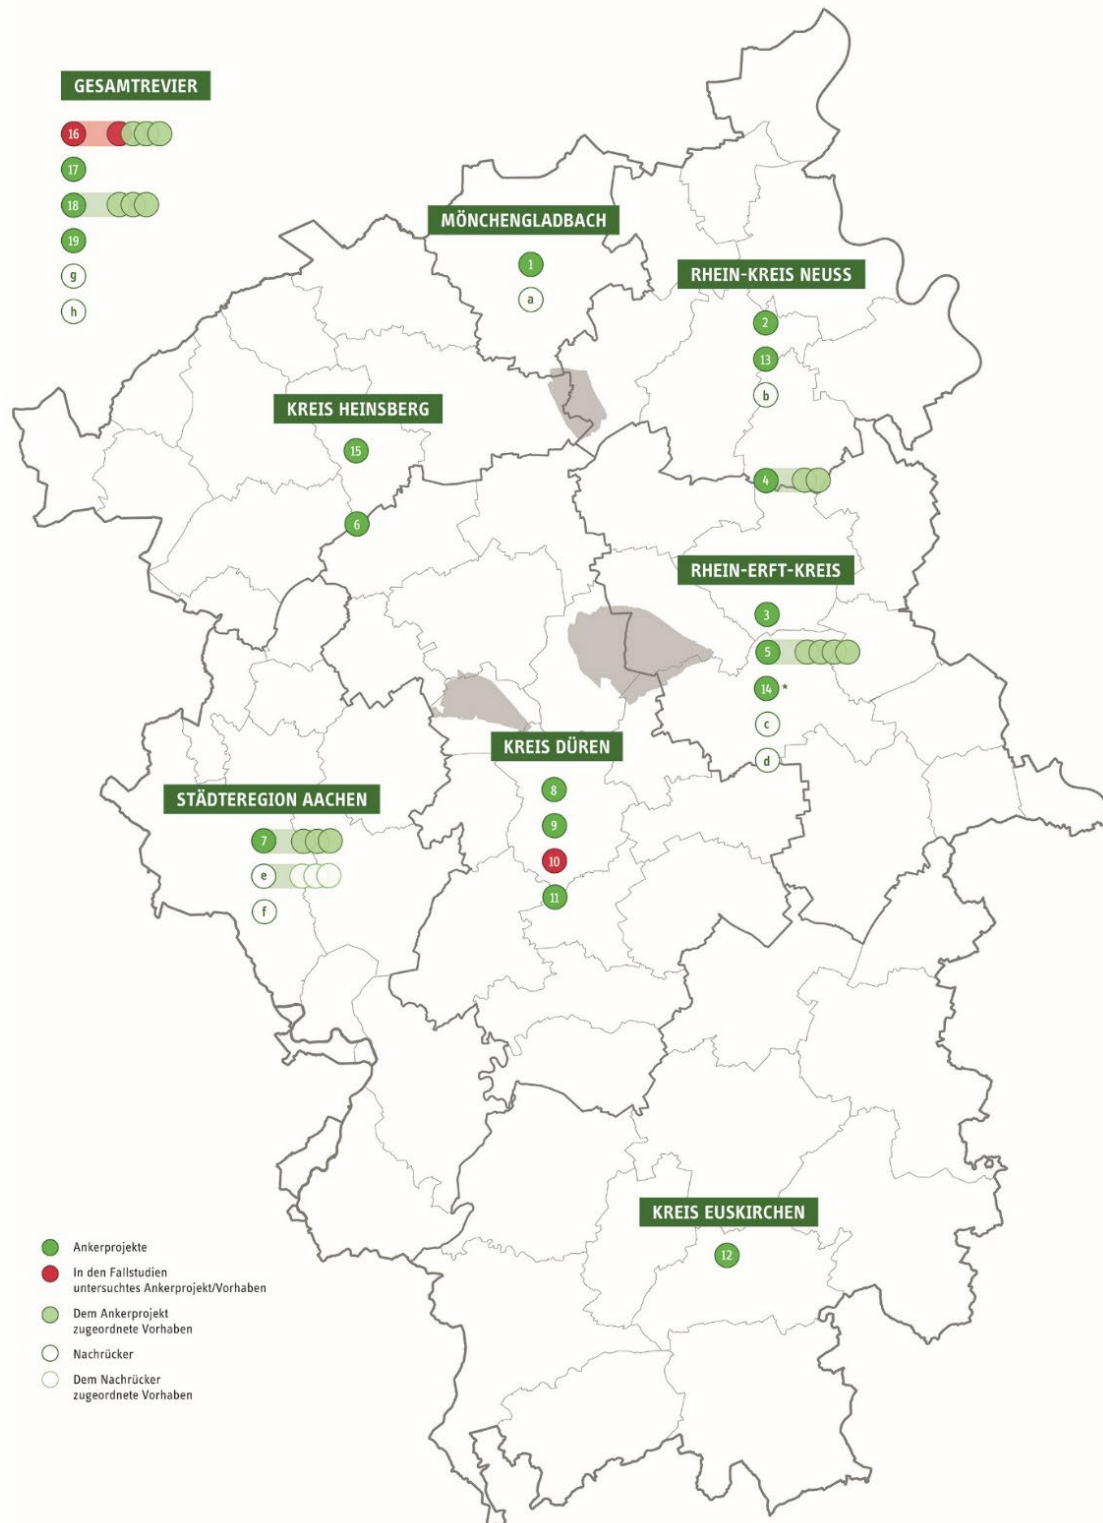 GESAMTREVIER
16
17
18
19
g
h
MÖNCHENGLADBACH
1
a
RHEIN-KREIS NEUSS
2
13
b
4
KREIS HEINSBERG
15
6
RHEIN-ERFT-KREIS
3
5
14 *
c
d
KREIS DÜREN
8
9
10
11
STÄDTEREGION AACHEN
7
e
f
KREIS EUSKIRCHEN
12
Ankerprojekte
In den Fallstudien
untersuchtes Ankerprojekt/Vorhaben
Dem Ankerprojekt
zugeordnete Vorhaben
Nachrücker
Dem Nachrücker
zugeordnete Vorhaben